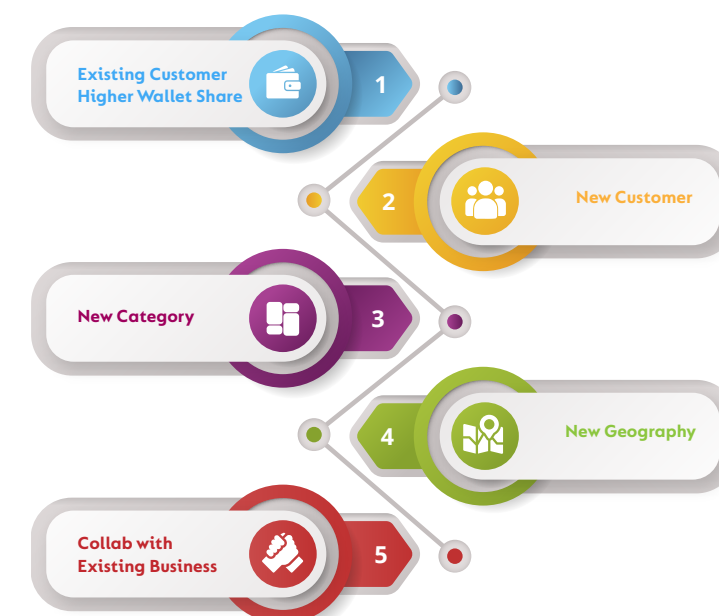 Existing Customer
Higher Wallet Share
1
2
New Customer
New Category
3
4
New Geography
Collab with
Existing Business
5